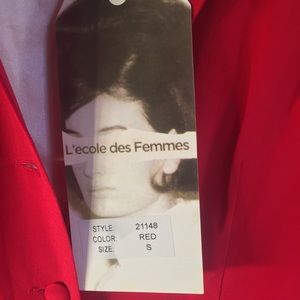 L'ecole des Femmes
STYLE: 21148
COLOR: RED
SIZE: S